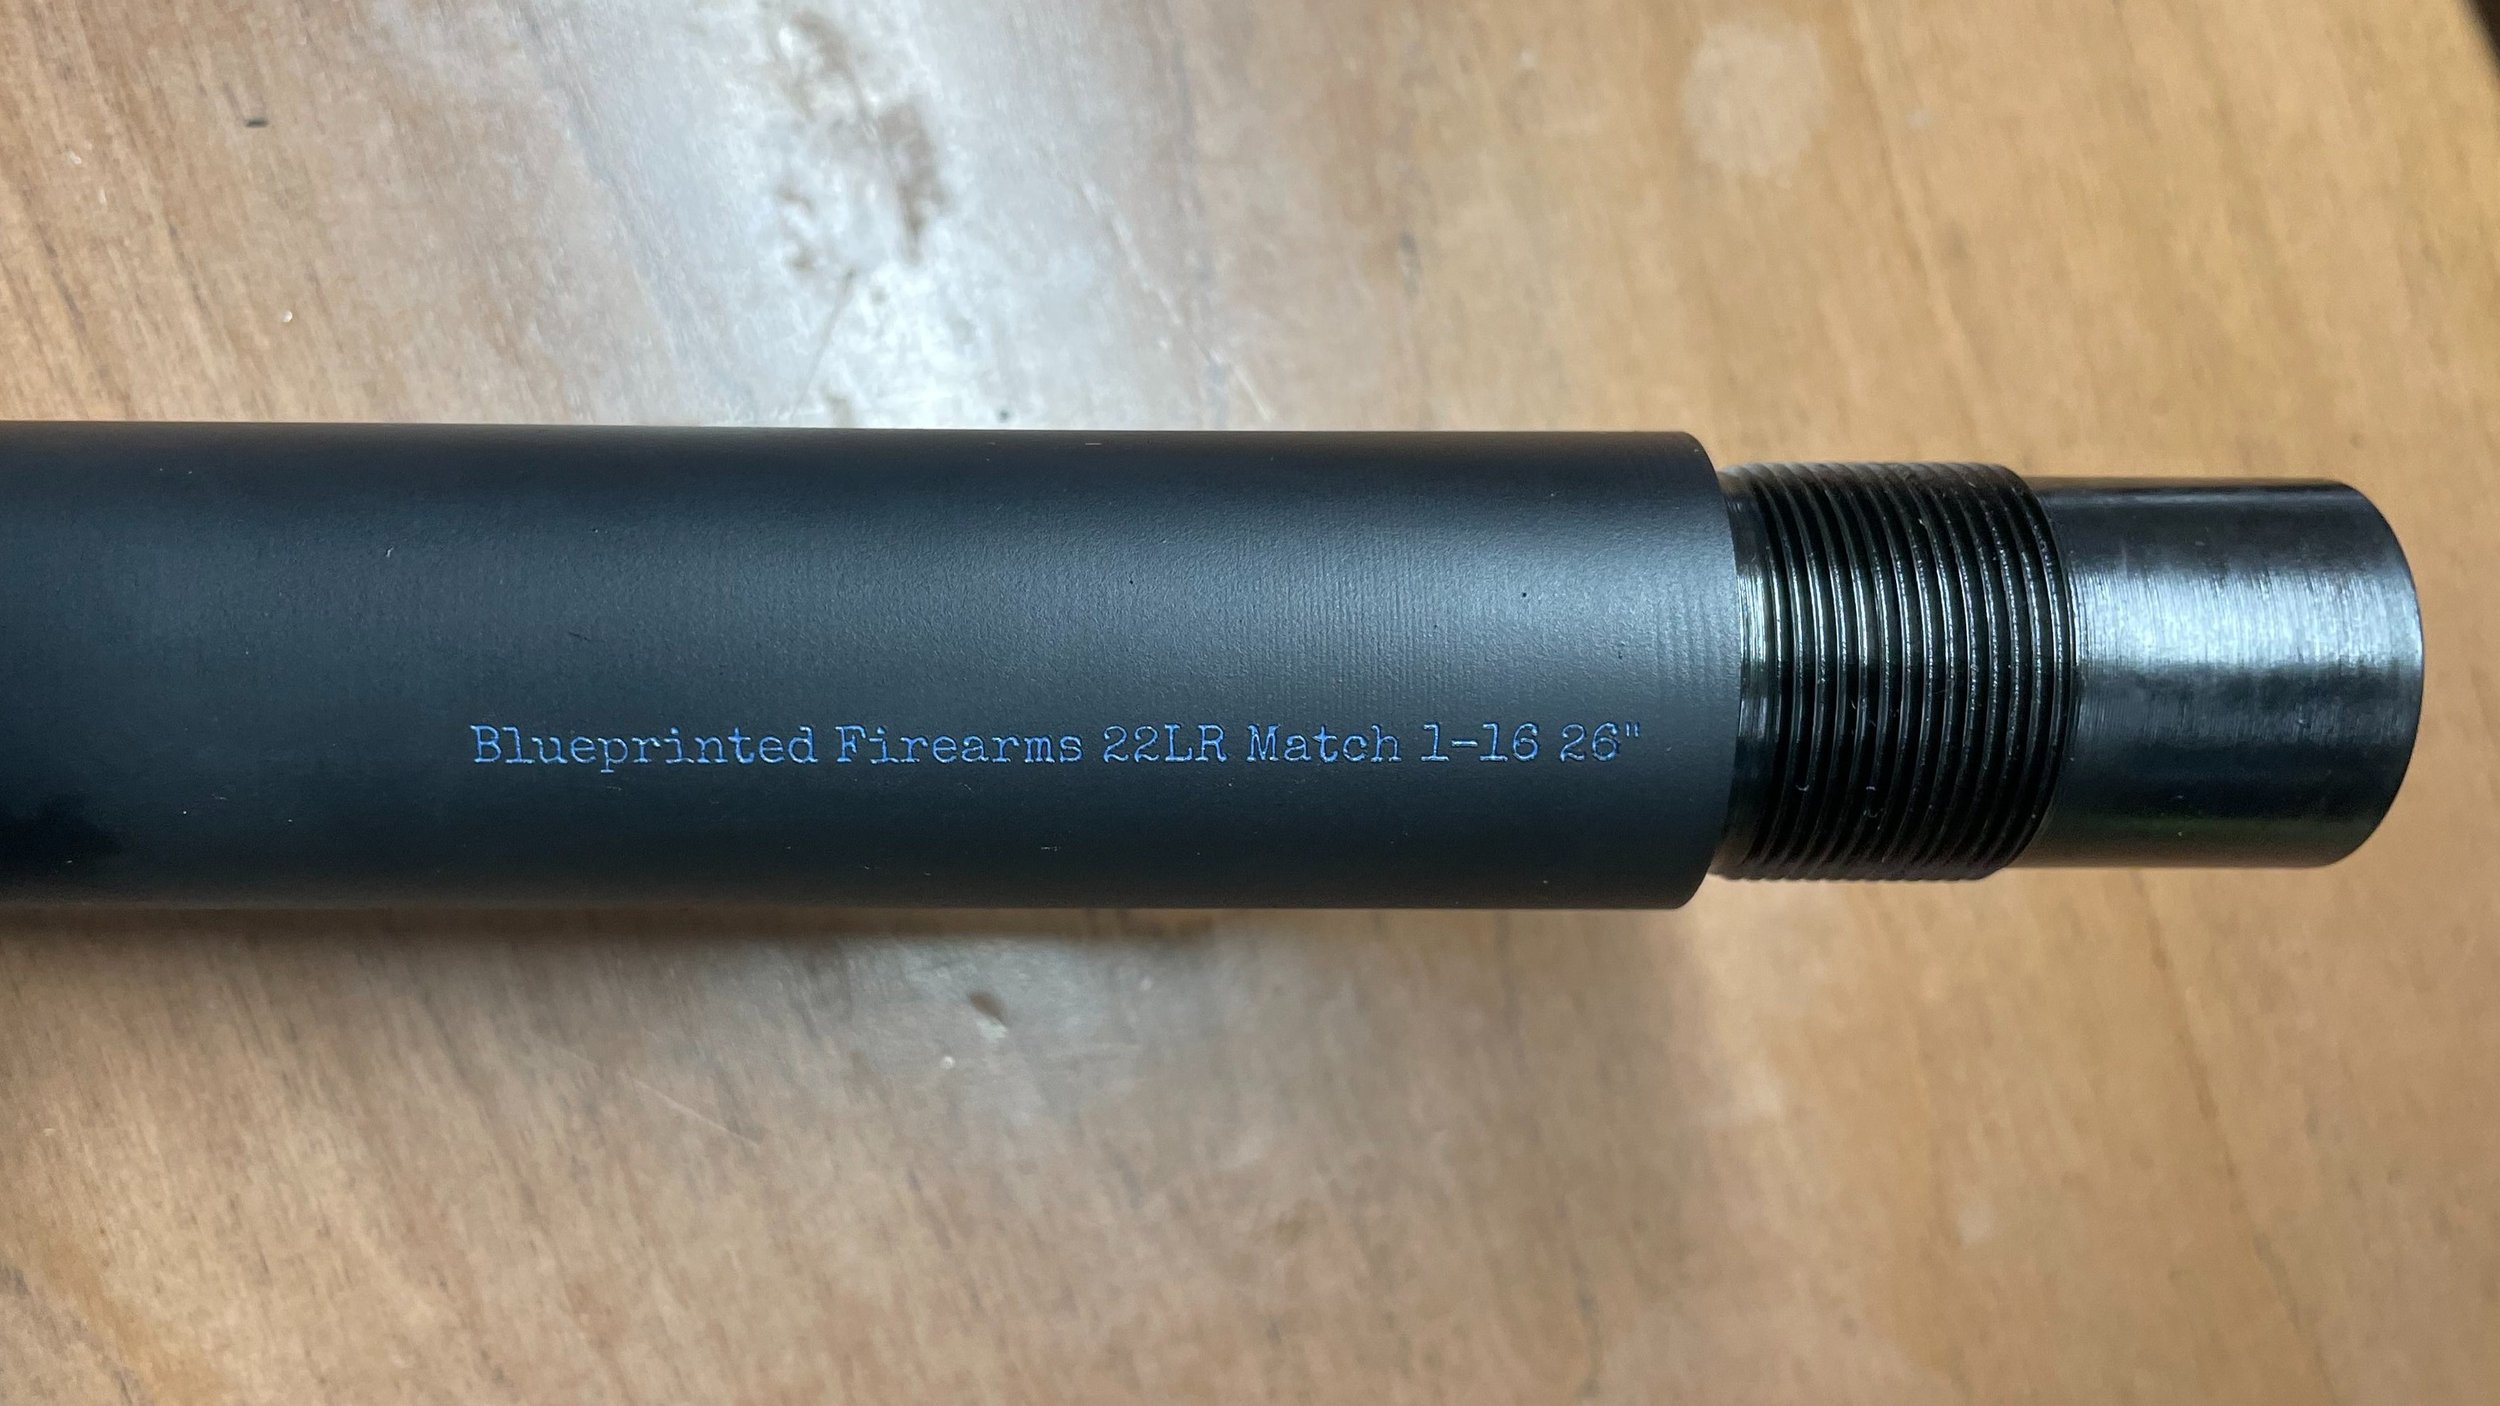 Blueprinted Firearms 22LR Match 1-16 26"